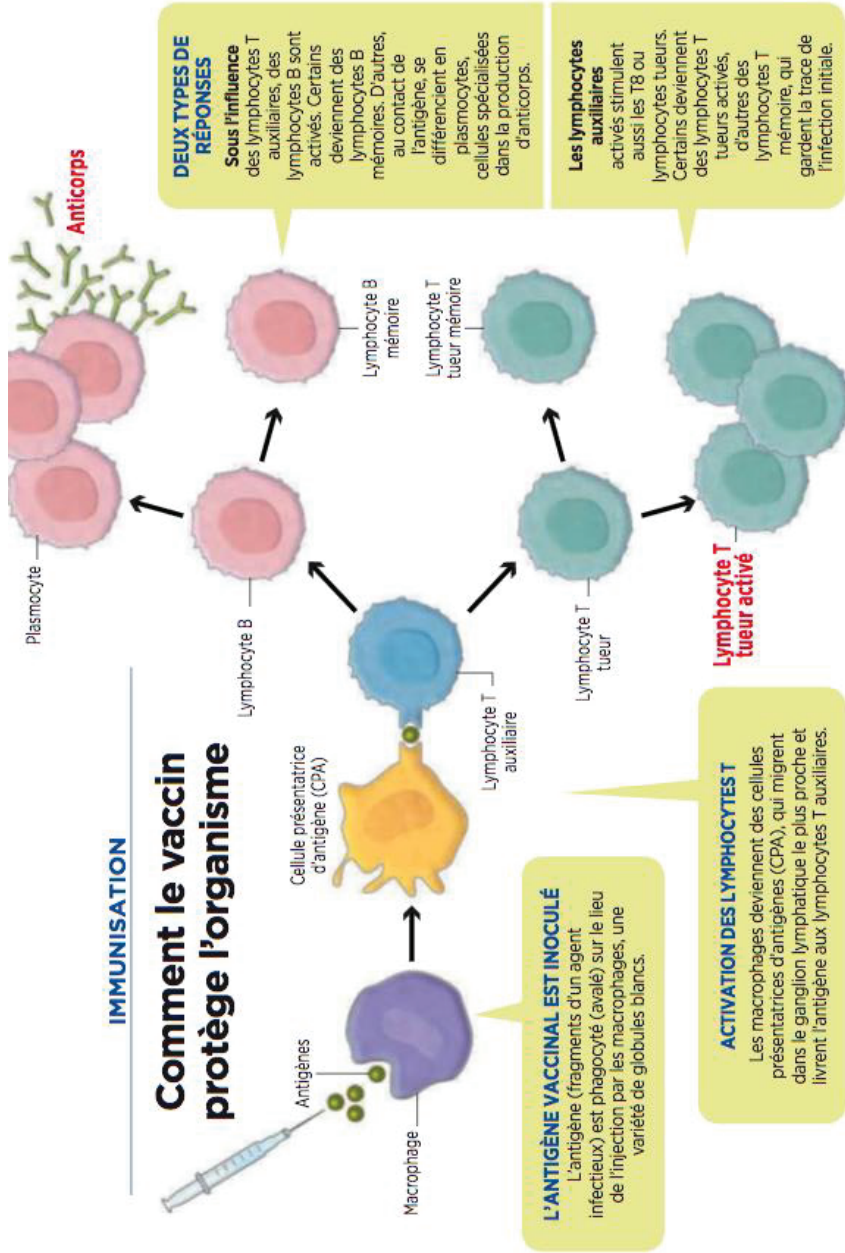 IMMUNISATION
Comment le vaccin
protège l'organisme
Antigènes
Macrophage
Cellule présentatrice
d'antigène (CPA)
Lymphocyte T
auxiliaire
Lymphocyte B
Plasmocyte
Anticorps
Lymphocyte B
mémoire
Lymphocyte T
tueur mémoire
Lymphocyte T
tueur
Lymphocyte T
tueur activé
L'ANTIGÈNE VACCINAL EST INOCULÉ
L'antigène (fragments d'un agent
infectieux) est phagocyté (avalé) sur le lieu
de l'injection par les macrophages, une
variété de globules blancs.
ACTIVATION DES LYMPHOCYTES T
Les macrophages deviennent des cellules
présentatrices d'antigènes (CPA), qui migrent
dans le ganglion lymphatique le plus proche et
livrent l'antigène aux lymphocytes T auxiliaires.
DEUX TYPES DE
RÉPONSES
Sous l'influence
des lymphocytes T
auxiliaires, des
lymphocytes B sont
activés. Certains
deviennent des
lymphocytes B
mémoires. D'autres,
au contact de
l'antigène, se
différencient en
plasmocytes,
cellules spécialisées
dans la production
d'anticorps.
Les lymphocytes
auxiliaires
activés stimulent
aussi les T8 ou
lymphocytes tueurs.
Certains deviennent
des lymphocytes T
tueurs activés,
d'autres des
lymphocytes T
mémoire, qui
gardent la trace de
l'infection initiale.